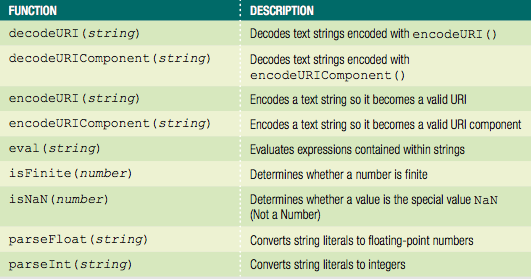 FUNCTION DESCRIPTION
decodeURI(string) Decodes text strings encoded with encodeURI()
decodeURIComponent(string) Decodes text strings encoded with
encodeURIComponent()
encodeURI(string) Encodes a text string so it becomes a valid URI
encodeURIComponent(string) Encodes a text string so it becomes a valid URI component
eval(string) Evaluates expressions contained within strings
isFinite(number) Determines whether a number is finite
isNaN(number) Determines whether a value is the special value NaN
(Not a Number)
parseFloat(string) Converts string literals to floating-point numbers
parseInt(string) Converts string literals to integers